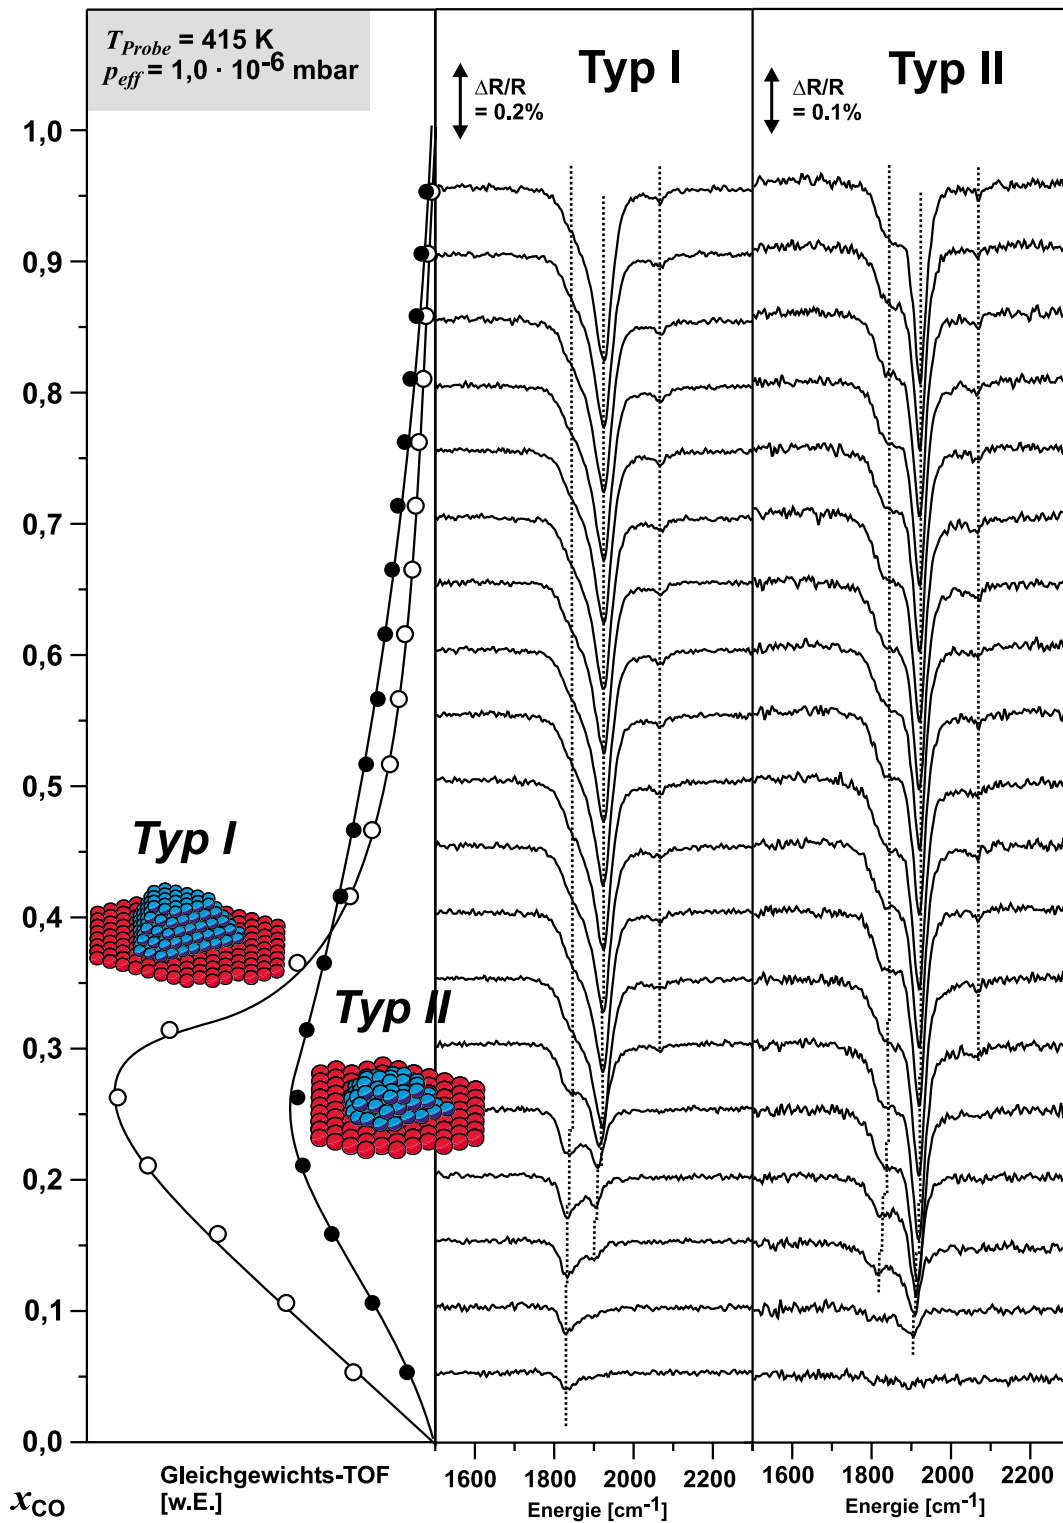 T_Probe = 415 K
p_eff = 1,0 · 10^-6 mbar
Typ I
Typ II
ΔR/R
= 0.2%
ΔR/R
= 0.1%
1,0
0,9
0,8
0,7
0,6
0,5
Typ I
0,4
Typ II
0,3
0,2
0,1
0,0
x_CO
Gleichgewichts-TOF
[w.E.]
1600 1800 2000 2200
Energie [cm^-1]
1600 1800 2000 2200
Energie [cm^-1]